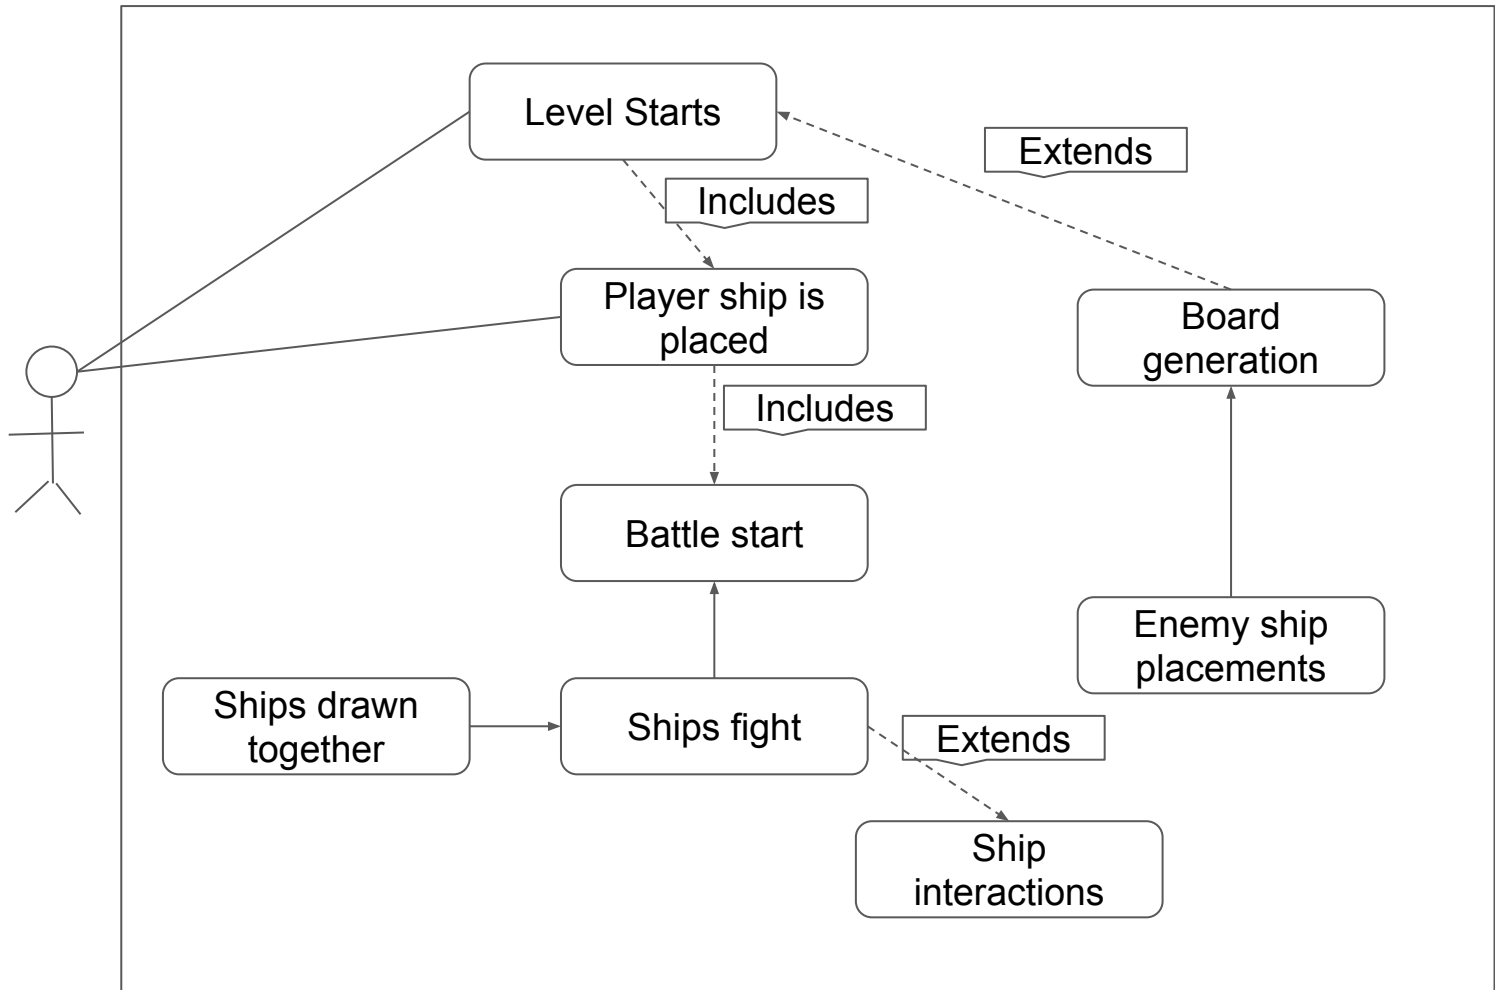 Level Starts
Extends
Includes
Player ship is
placed
Board
generation
Includes
Battle start
Enemy ship
placements
Ships drawn
together
Ships fight
Extends
Ship
interactions